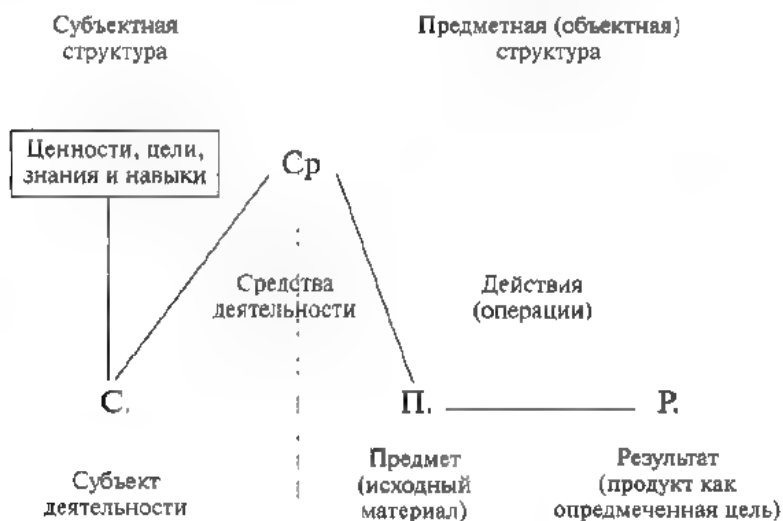 Субъектная
структура
Предметная (объектная)
структура
Ценности, цели,
знания и навыки
Ср
Средства
деятельности
Действия
(операции)
С.
П.
Р.
Субъект
деятельности
Предмет
(исходный
материал)
Результат
(продукт как
опредмеченная цель)